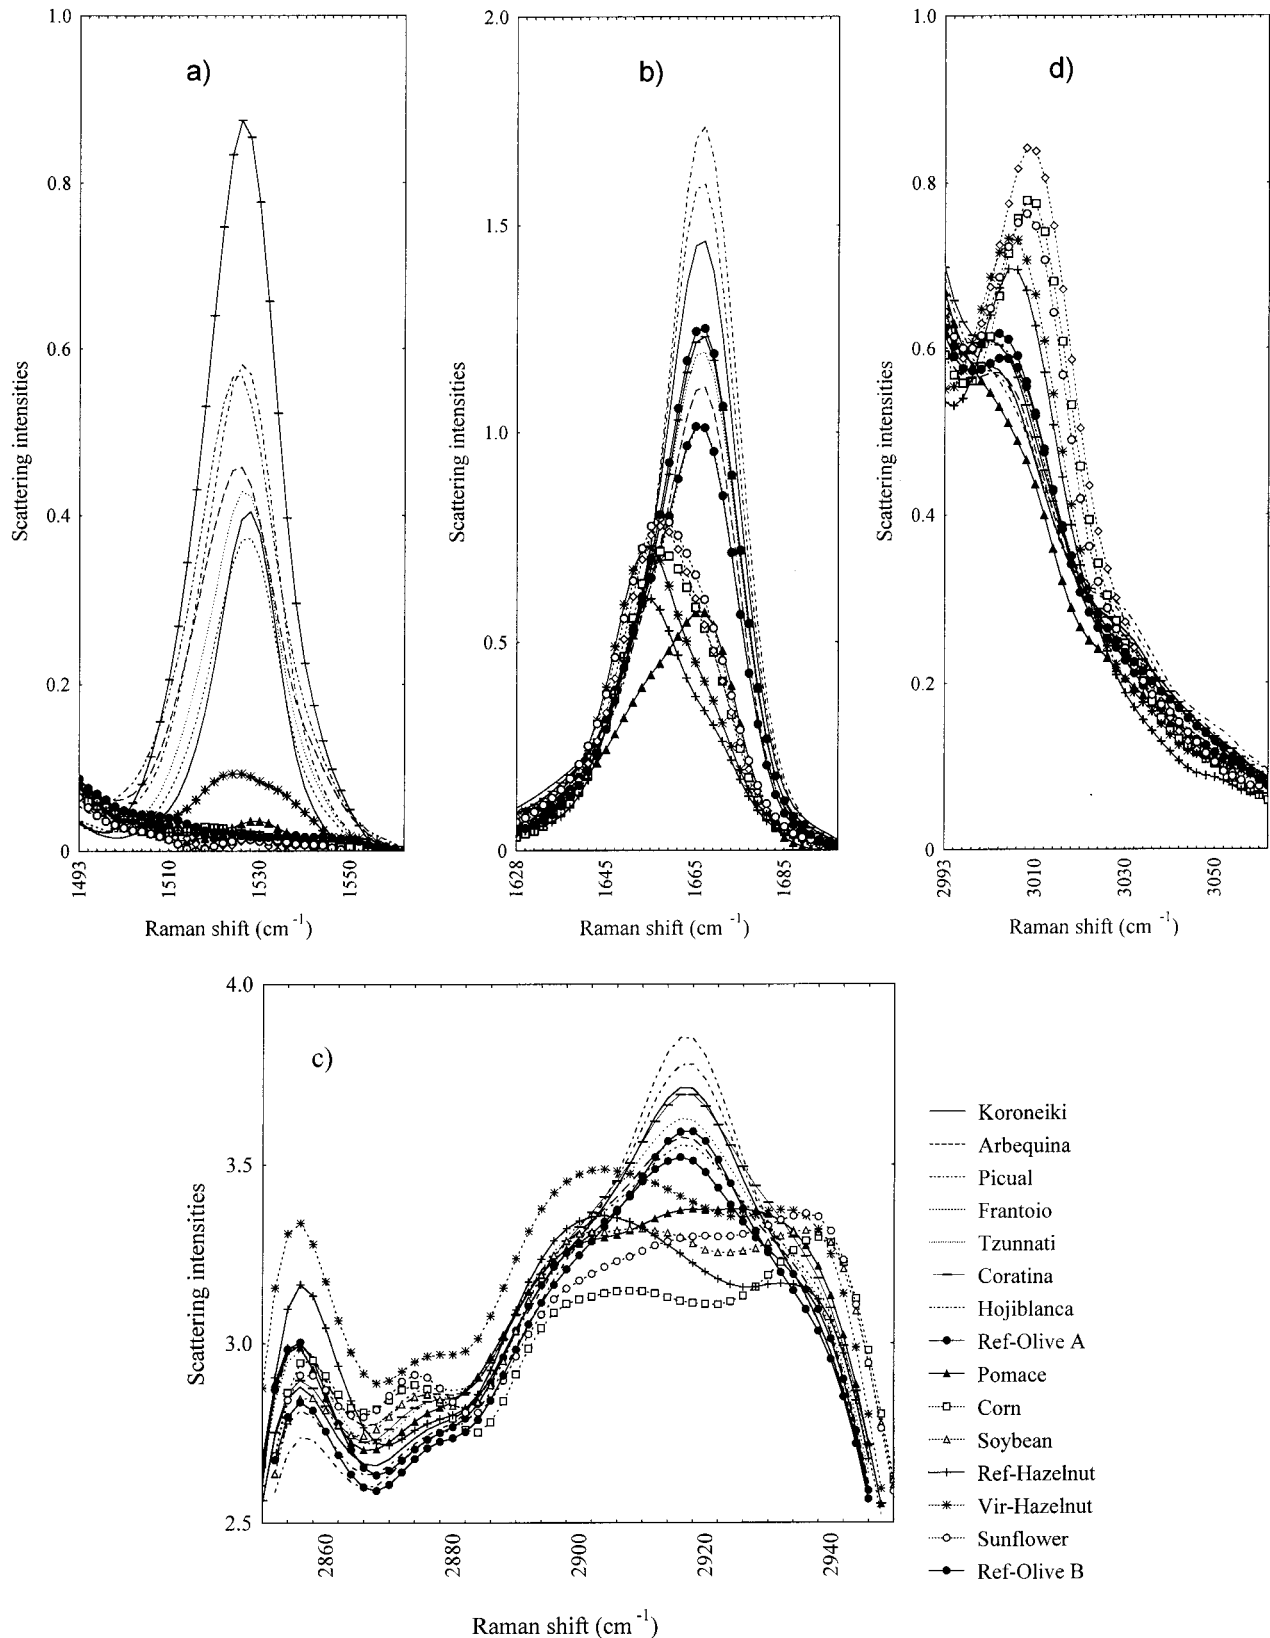 a)
Scattering intensities
1.0
0.8
0.6
0.4
0.2
0
1493
1510
1530
1550
Raman shift (cm -1)
b)
Scattering intensities
2.0
1.5
1.0
0.5
0
1628
1645
1665
1685
Raman shift (cm -1)
d)
Scattering intensities
1.0
0.8
0.6
0.4
0.2
0
2993
3010
3030
3050
Raman shift (cm -1)
c)
Scattering intensities
4.0
3.5
3.0
2.5
2860
2880
2900
2920
2940
Raman shift (cm -1)
Koroneiki
Arbequina
Picual
Frantoio
Tzunnati
Coratina
Hojiblanca
Ref-Olive A
Pomace
Corn
Soybean
Ref-Hazelnut
Vir-Hazelnut
Sunflower
Ref-Olive B